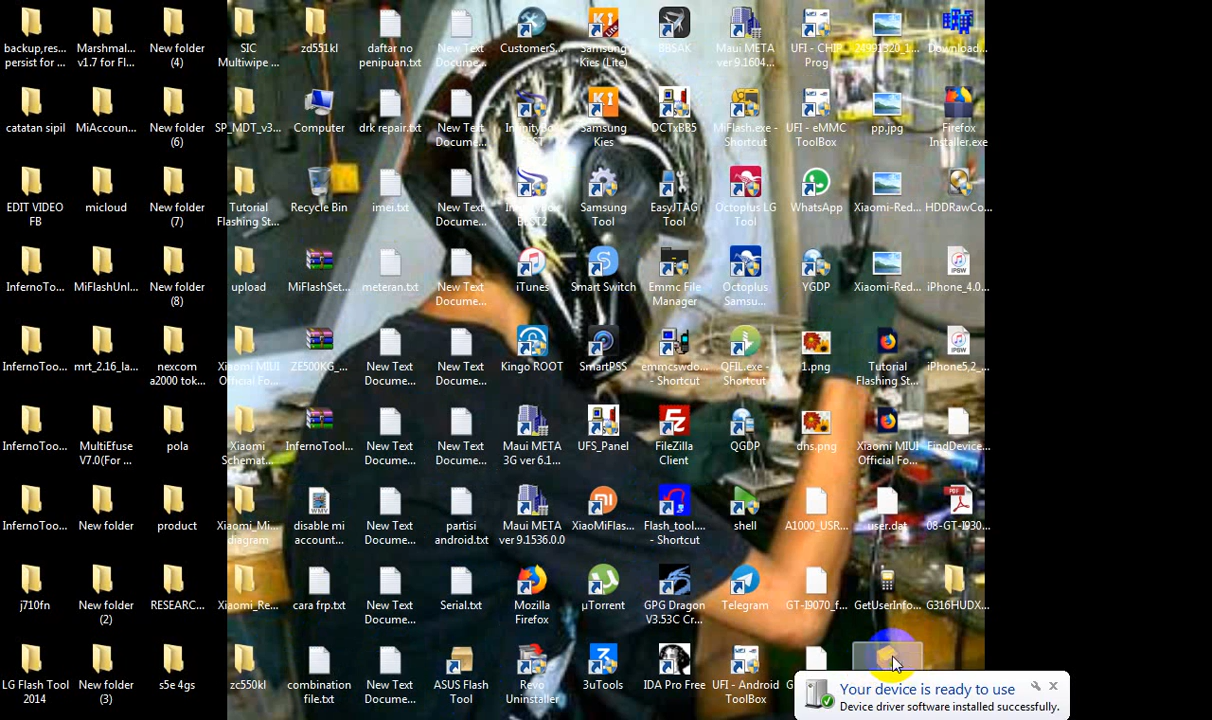 backup,res...
persist for ...
Marshmal...
v1.7 for Fl...
New folder
(4)
SIC
Multiwipe ...
zd551kl
daftar no
penipuan.txt
New Text
Docume...
CustomerS...
Samsung
Kies (Lite)
BB5AK
Maui META
ver 9.1604...
UFI - CHIP
Prog
24991320_1...
Download...
catatan sipil
MiAccoun...
New folder
(6)
SP_MDT_v3...
Computer
drk repair.txt
New Text
Docume...
InfinityBox
BEST
Samsung
Kies
DCTxBB5
MiFlash.exe -
Shortcut
UFI - eMMC
ToolBox
pp.jpg
Firefox
Installer.exe
EDIT VIDEO
FB
micloud
New folder
(7)
Tutorial
Flashing St...
Recycle Bin
imei.txt
New Text
Docume...
InfinityBox
BEST2
Samsung
Tool
EasyJTAG
Tool
Octoplus LG
Tool
WhatsApp
Xiaomi-Red...
HDDRawCo...
InfernoToo...
MiFlashUnl...
New folder
(8)
upload
MiFlashSet...
meteran.txt
New Text
Docume...
iTunes
Smart Switch
Emmc File
Manager
Octoplus
Samsu...
YGDP
Xiaomi-Red...
iPhone_4.0...
InfernoToo...
mrt_2.16_la...
nexcom
a2000 tok...
Xiaomi MIUI
Official Fo...
ZE500KG_...
New Text
Docume...
New Text
Docume...
Kingo ROOT
SmartPSS
emmcswdo...
- Shortcut
QFIL.exe -
Shortcut
1.png
Tutorial
Flashing St...
iPhone5,2_...
InfernoToo...
MultiEfuse
V7.0(For ...
pola
Xiaomi
Schemat...
InfernoTool...
New Text
Docume...
New Text
Docume...
Maui META
3G ver 6.1...
UFS_Panel
FileZilla
Client
QGDP
dns.png
Xiaomi MIUI
Official Fo...
FindDevice...
InfernoToo...
New folder
product
Xiaomi_Mi...
diagram
disable mi
account...
New Text
Docume...
partisi
android.txt
Maui META
ver 9.1536.0.0
XiaoMiFlas...
Flash_tool....
- Shortcut
shell
A1000_USR...
user.dat
08-GT-I930...
j710fn
New folder
(2)
RESEARC...
Xiaomi_Re...
cara frp.txt
New Text
Docume...
Serial.txt
Mozilla
Firefox
µTorrent
GPG Dragon
V3.53C Cr...
Telegram
GT-I9070_f...
GetUserInfo...
G316HUDX...
LG Flash Tool
2014
New folder
(3)
s5e 4gs
zc550kl
combination
file.txt
New Text
Docume...
ASUS Flash
Tool
Revo
Uninstaller
3uTools
IDA Pro Free
UFI - Android
ToolBox
Your device is ready to use
Device driver software installed successfully.